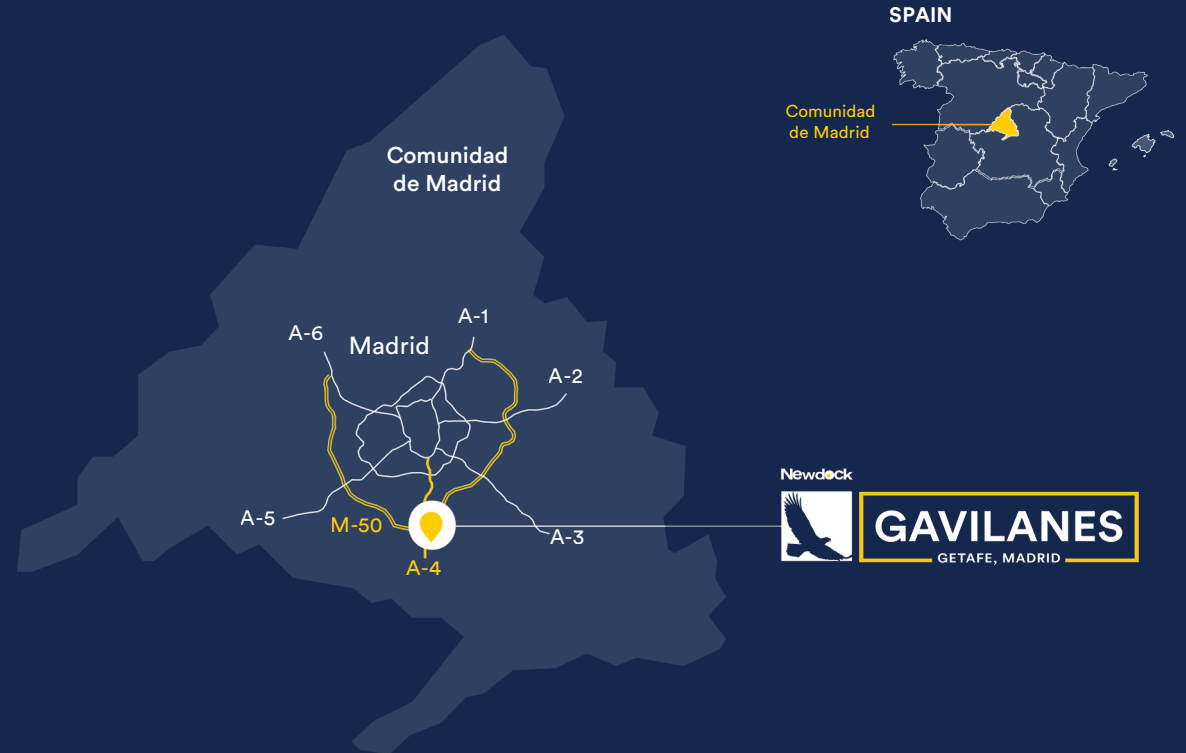 SPAIN
Comunidad
de Madrid
Comunidad
de Madrid
A-1
A-6
Madrid
A-2
A-5
M-50
A-3
A-4
Newdock
GAVILANES
GETAFE, MADRID